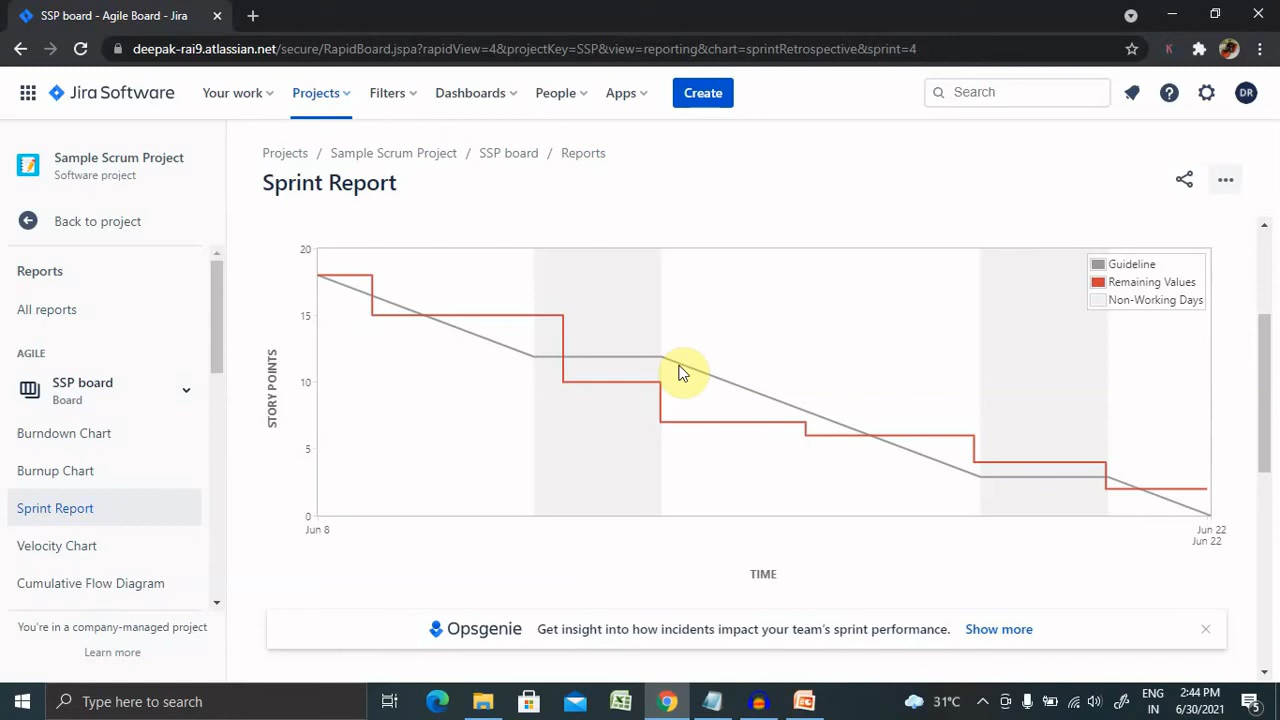 SSP board - Agile Board - Jira
deepak-rai9.atlassian.net/secure/RapidBoard.jspa?rapidView=4&projectKey=SSP&view=reporting&chart=sprintRetrospective&sprint=4
Jira Software
Your work
Projects
Filters
Dashboards
People
Apps
Create
Search
DR
Sample Scrum Project
Software project
Back to project
Reports
All reports
AGILE
SSP board
Board
Burndown Chart
Burnup Chart
Sprint Report
Velocity Chart
Cumulative Flow Diagram
You're in a company-managed project
Learn more
Projects / Sample Scrum Project / SSP board / Reports
Sprint Report
20
15
10
5
0
STORY POINTS
Guideline
Remaining Values
Non-Working Days
Jun 8
Jun 22
Jun 22
TIME
Opsgenie Get insight into how incidents impact your team's sprint performance. Show more
Type here to search
31°C
ENG
IN
2:44 PM
6/30/2021
5